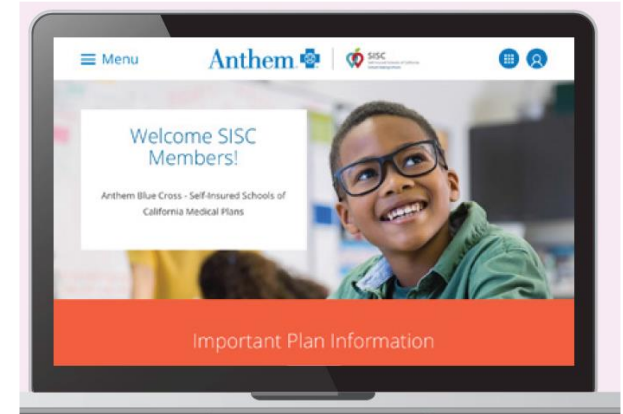 Menu
Anthem
SISC
Welcome SISC
Members!
Anthem Blue Cross - Self-Insured Schools of
California Medical Plans
Important Plan Information